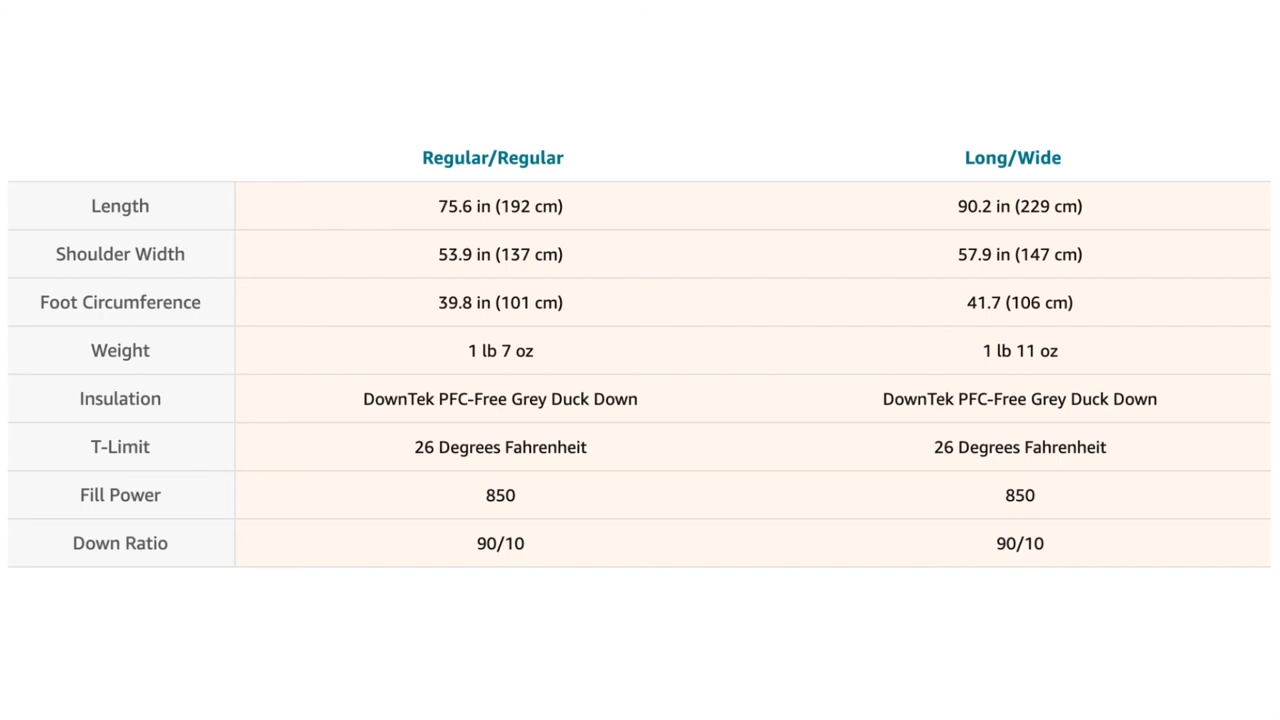 Regular/Regular Long/Wide
Length 75.6 in (192 cm) 90.2 in (229 cm)
Shoulder Width 53.9 in (137 cm) 57.9 in (147 cm)
Foot Circumference 39.8 in (101 cm) 41.7 (106 cm)
Weight 1 lb 7 oz 1 lb 11 oz
Insulation DownTek PFC-Free Grey Duck Down DownTek PFC-Free Grey Duck Down
T-Limit 26 Degrees Fahrenheit 26 Degrees Fahrenheit
Fill Power 850 850
Down Ratio 90/10 90/10